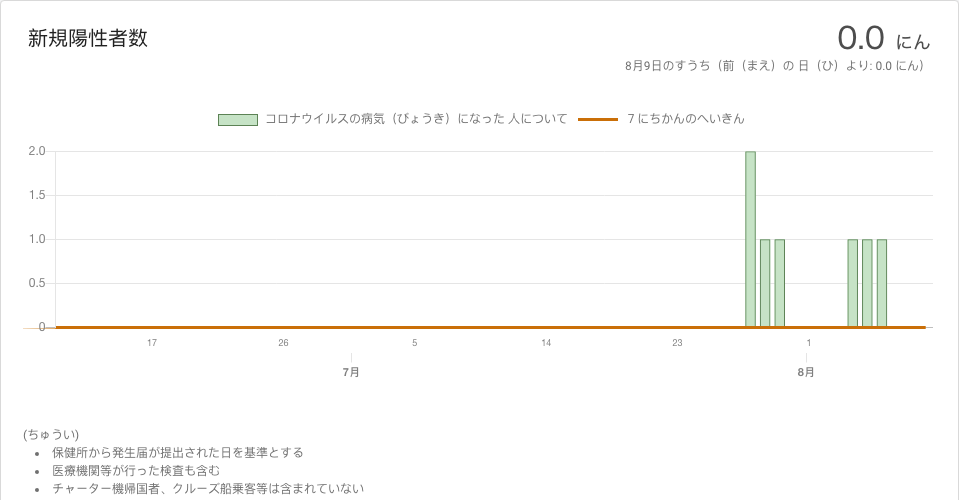 新規陽性者数
0.0 にん
8月9日のすうち（前（まえ）の 日（ひ）より: 0.0 にん）
コロナウイルスの病気（びょうき）になった 人について
7 にちかんのへいきん
2.0
1.5
1.0
0.5
0
17 26 5 14 23 1
7月 8月
(ちゅうい)
• 保健所から発生届が提出された日を基準とする
• 医療機関等が行った検査も含む
• チャーター機帰国者、クルーズ船乗客等は含まれていない